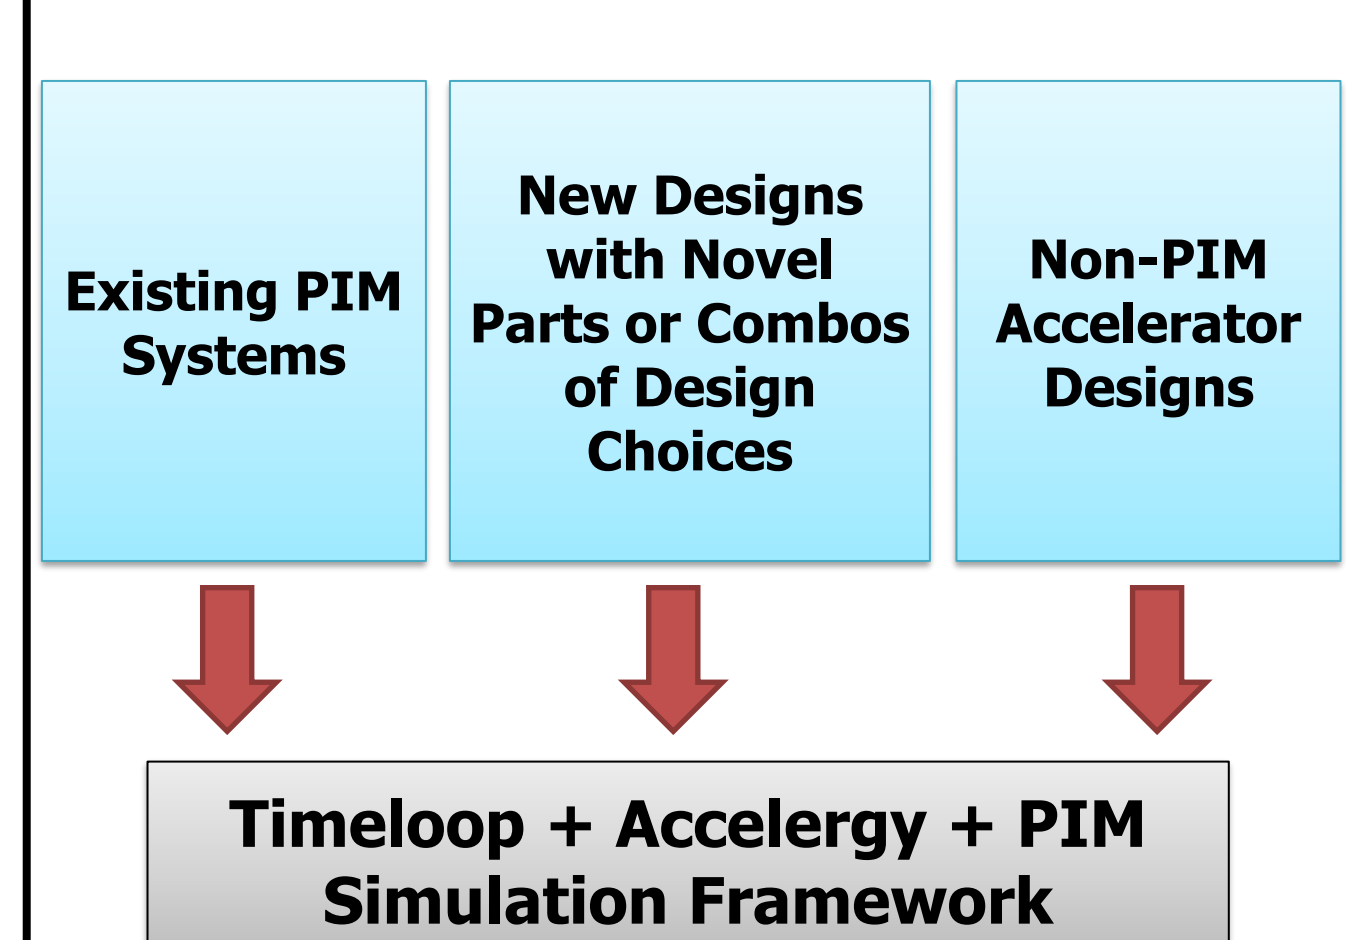 Existing PIM
Systems
New Designs
with Novel
Parts or Combos
of Design
Choices
Non-PIM
Accelerator
Designs
Timeloop + Accelergy + PIM
Simulation Framework